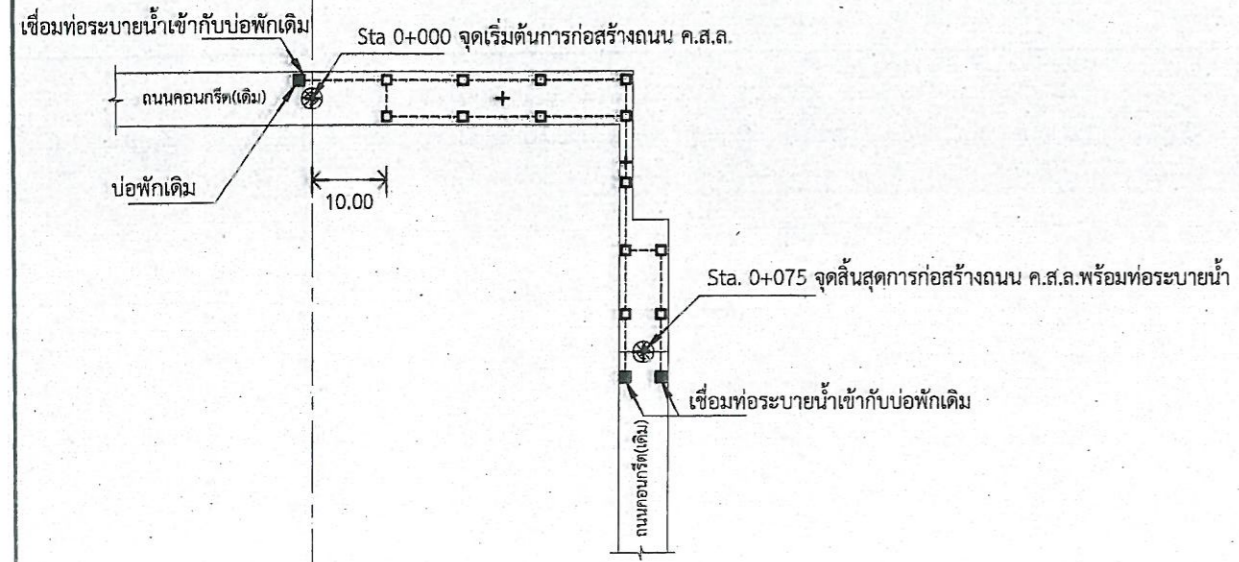 เชื่อมท่อระบายน้ำเข้ากับบ่อพักเดิม
Sta 0+000 จุดเริ่มต้นการก่อสร้างถนน ค.ส.ล.
ถนนคอนกรีต(เดิม)
บ่อพักเดิม
10.00
Sta. 0+075 จุดสิ้นสุดการก่อสร้างถนน ค.ส.ล.พร้อมท่อระบายน้ำ
เชื่อมท่อระบายน้ำเข้ากับบ่อพักเดิม
ถนนคอนกรีต(เดิม)